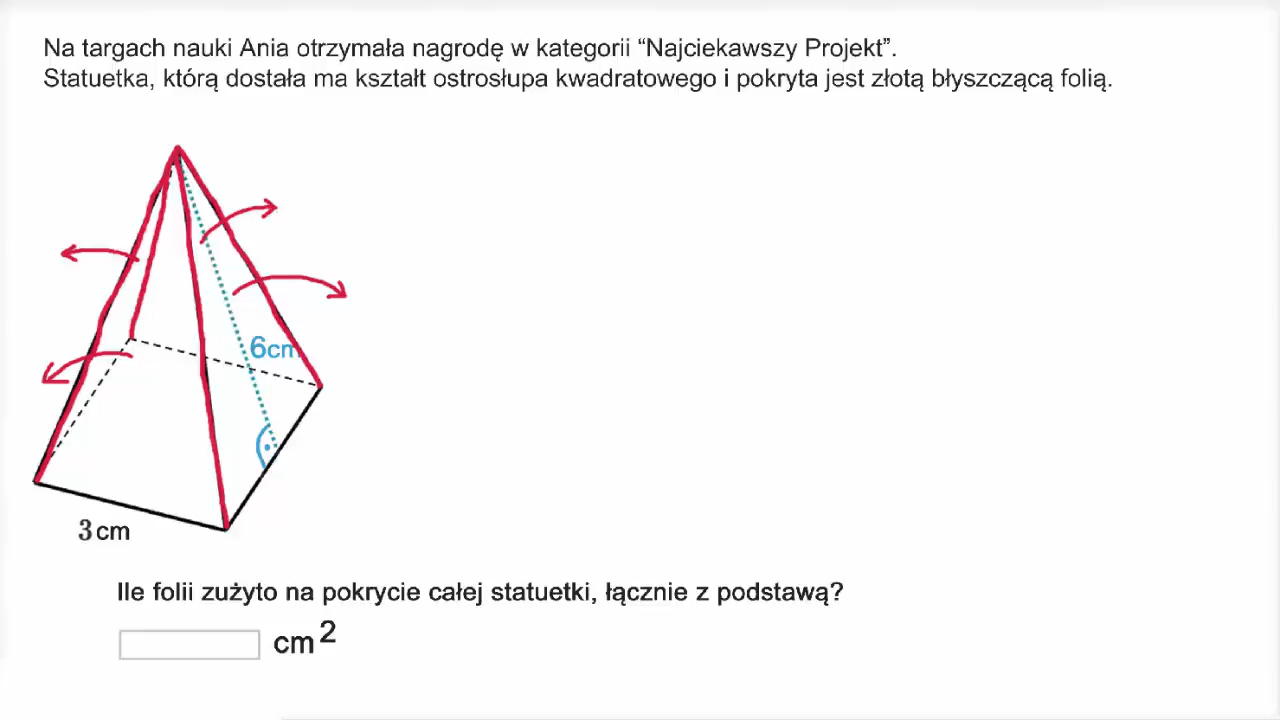 Na targach nauki Ania otrzymała nagrodę w kategorii “Najciekawszy Projekt”.
Statuetka, którą dostała ma kształt ostrosłupa kwadratowego i pokryta jest złotą błyszczącą folią.
6cm
3cm
Ile folii zużyto na pokrycie całej statuetki, łącznie z podstawą?
cm²